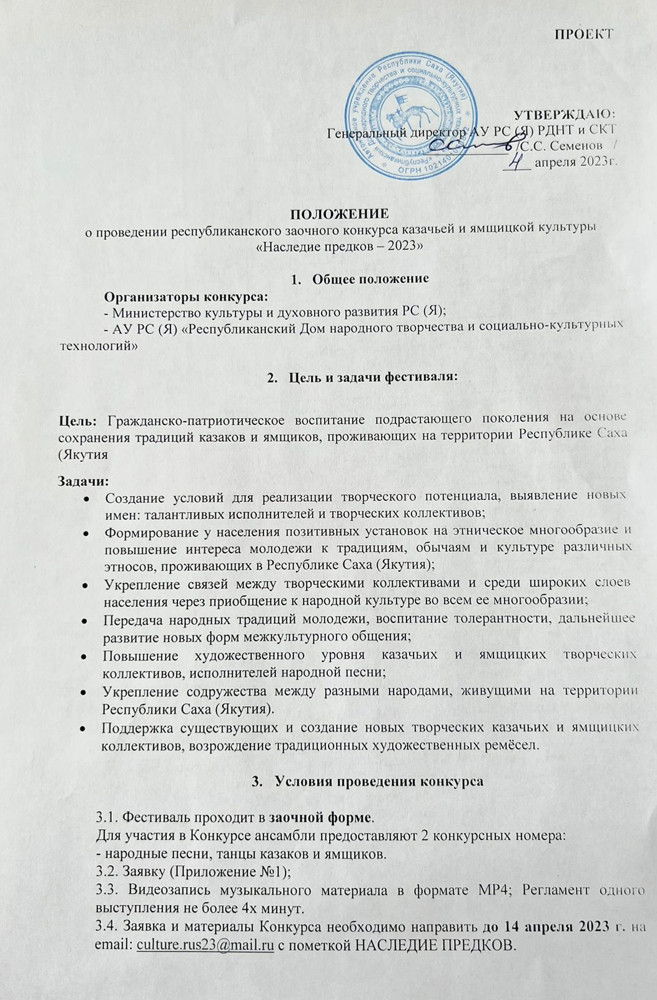 ПРОЕКТ
Автономное учреждение Республики Саха (Якутия)
народного творчества и социально-культурных
«Республиканский Дом
ОГРН
УТВЕРЖДАЮ:
Генеральный директор АУ РС (Я) РДНТ и СКТ
/С.С. Семенов /
4 апреля 2023г.
ПОЛОЖЕНИЕ
о проведении республиканского заочного конкурса казачьей и ямщицкой культуры
«Наследие предков – 2023»
1. Общее положение
Организаторы конкурса:
- Министерство культуры и духовного развития РС (Я);
- АУ РС (Я) «Республиканский Дом народного творчества и социально-культурных
технологий»
2. Цель и задачи фестиваля:
Цель: Гражданско-патриотическое воспитание подрастающего поколения на основе
сохранения традиций казаков и ямщиков, проживающих на территории Республике Саха
(Якутия
Задачи:
• Создание условий для реализации творческого потенциала, выявление новых
имен: талантливых исполнителей и творческих коллективов;
• Формирование у населения позитивных установок на этническое многообразие и
повышение интереса молодежи к традициям, обычаям и культуре различных
этносов, проживающих в Республике Саха (Якутия);
• Укрепление связей между творческими коллективами и среди широких слоев
населения через приобщение к народной культуре во всем ее многообразии;
• Передача народных традиций молодежи, воспитание толерантности, дальнейшее
развитие новых форм межкультурного общения;
• Повышение художественного уровня казачьих и ямщицких творческих
коллективов, исполнителей народной песни;
• Укрепление содружества между разными народами, живущими на территории
Республики Саха (Якутия).
• Поддержка существующих и создание новых творческих казачьих и ямщицких
коллективов, возрождение традиционных художественных ремёсел.
3. Условия проведения конкурса
3.1. Фестиваль проходит в заочной форме.
Для участия в Конкурсе ансамбли предоставляют 2 конкурсных номера:
- народные песни, танцы казаков и ямщиков.
3.2. Заявку (Приложение №1);
3.3. Видеозапись музыкального материала в формате MP4; Регламент одного
выступления не более 4х минут.
3.4. Заявка и материалы Конкурса необходимо направить до 14 апреля 2023 г. на
email: culture.rus23@mail.ru с пометкой НАСЛЕДИЕ ПРЕДКОВ.